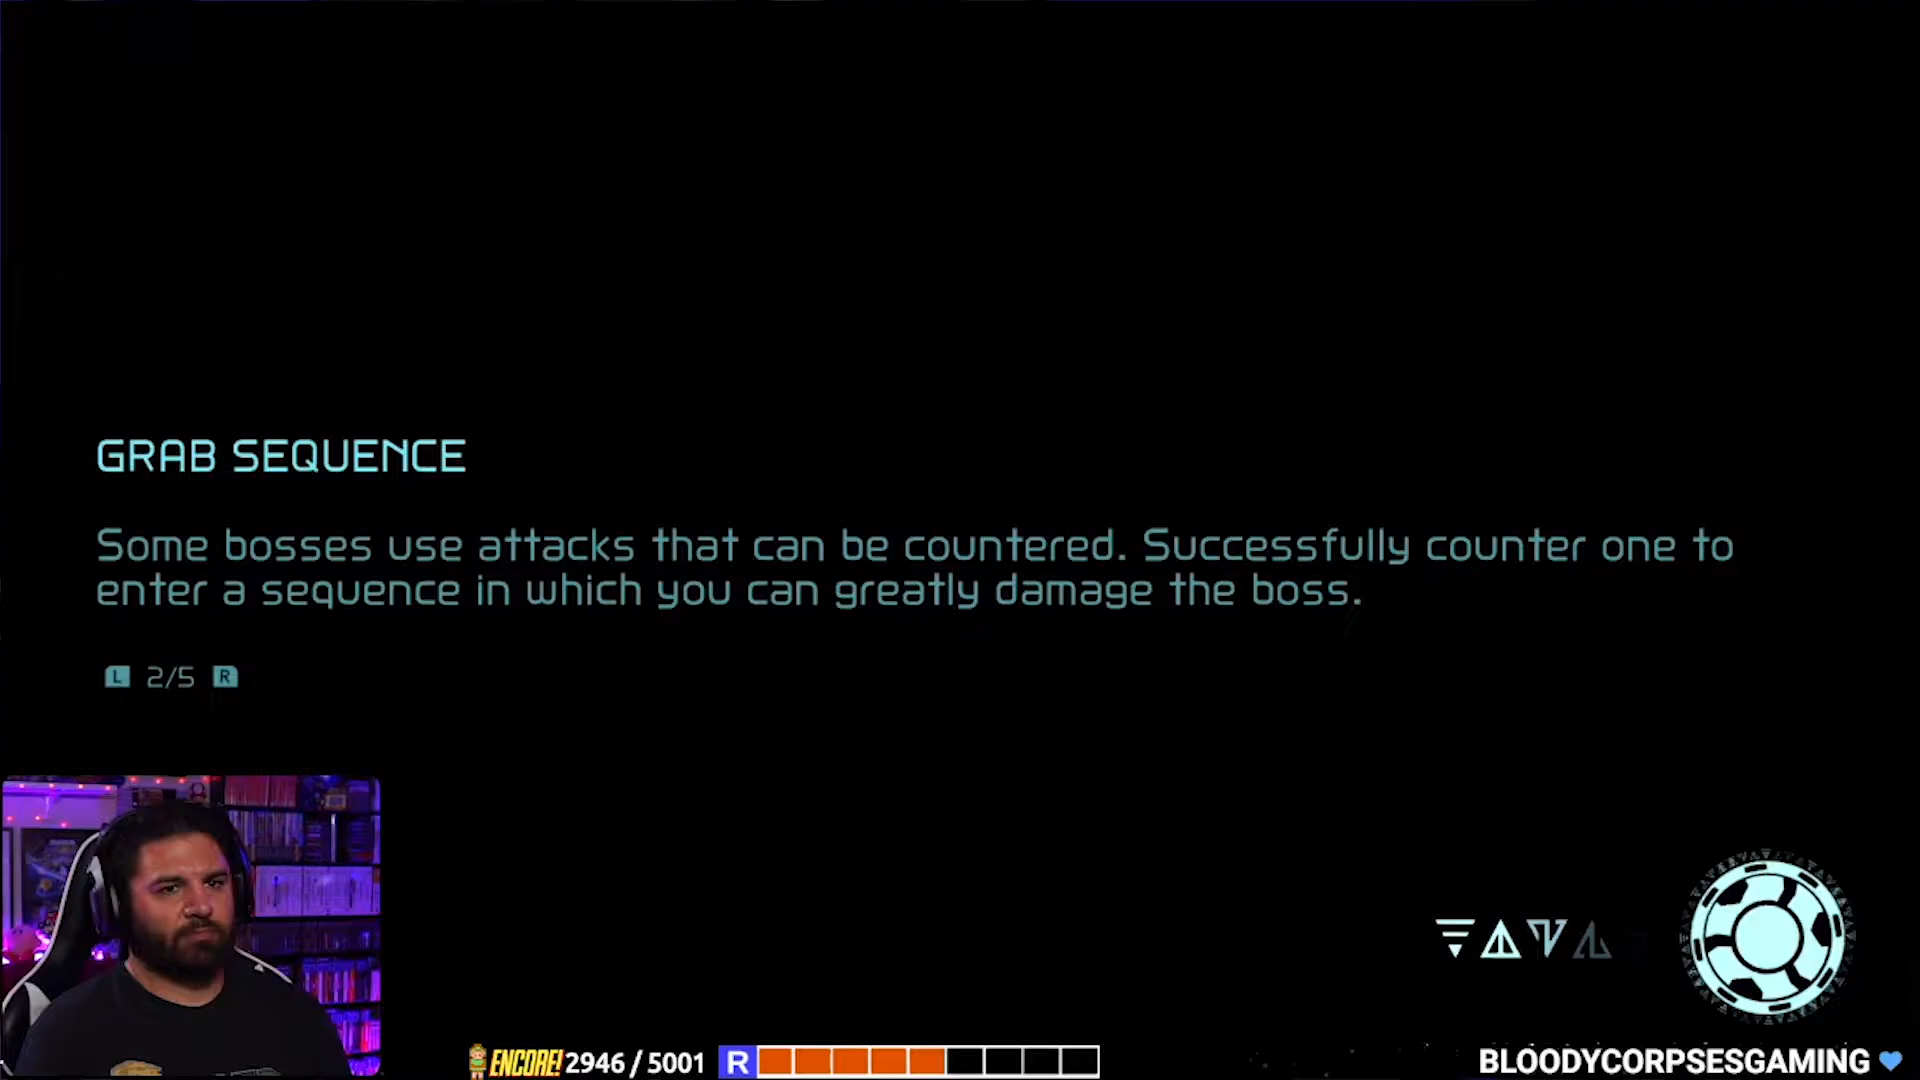 GRAB SEQUENCE
Some bosses use attacks that can be countered. Successfully counter one to
enter a sequence in which you can greatly damage the boss.
L 2/5 R
ENCORE! 2946 / 5001 R
BLOODYCORPSESGAMING